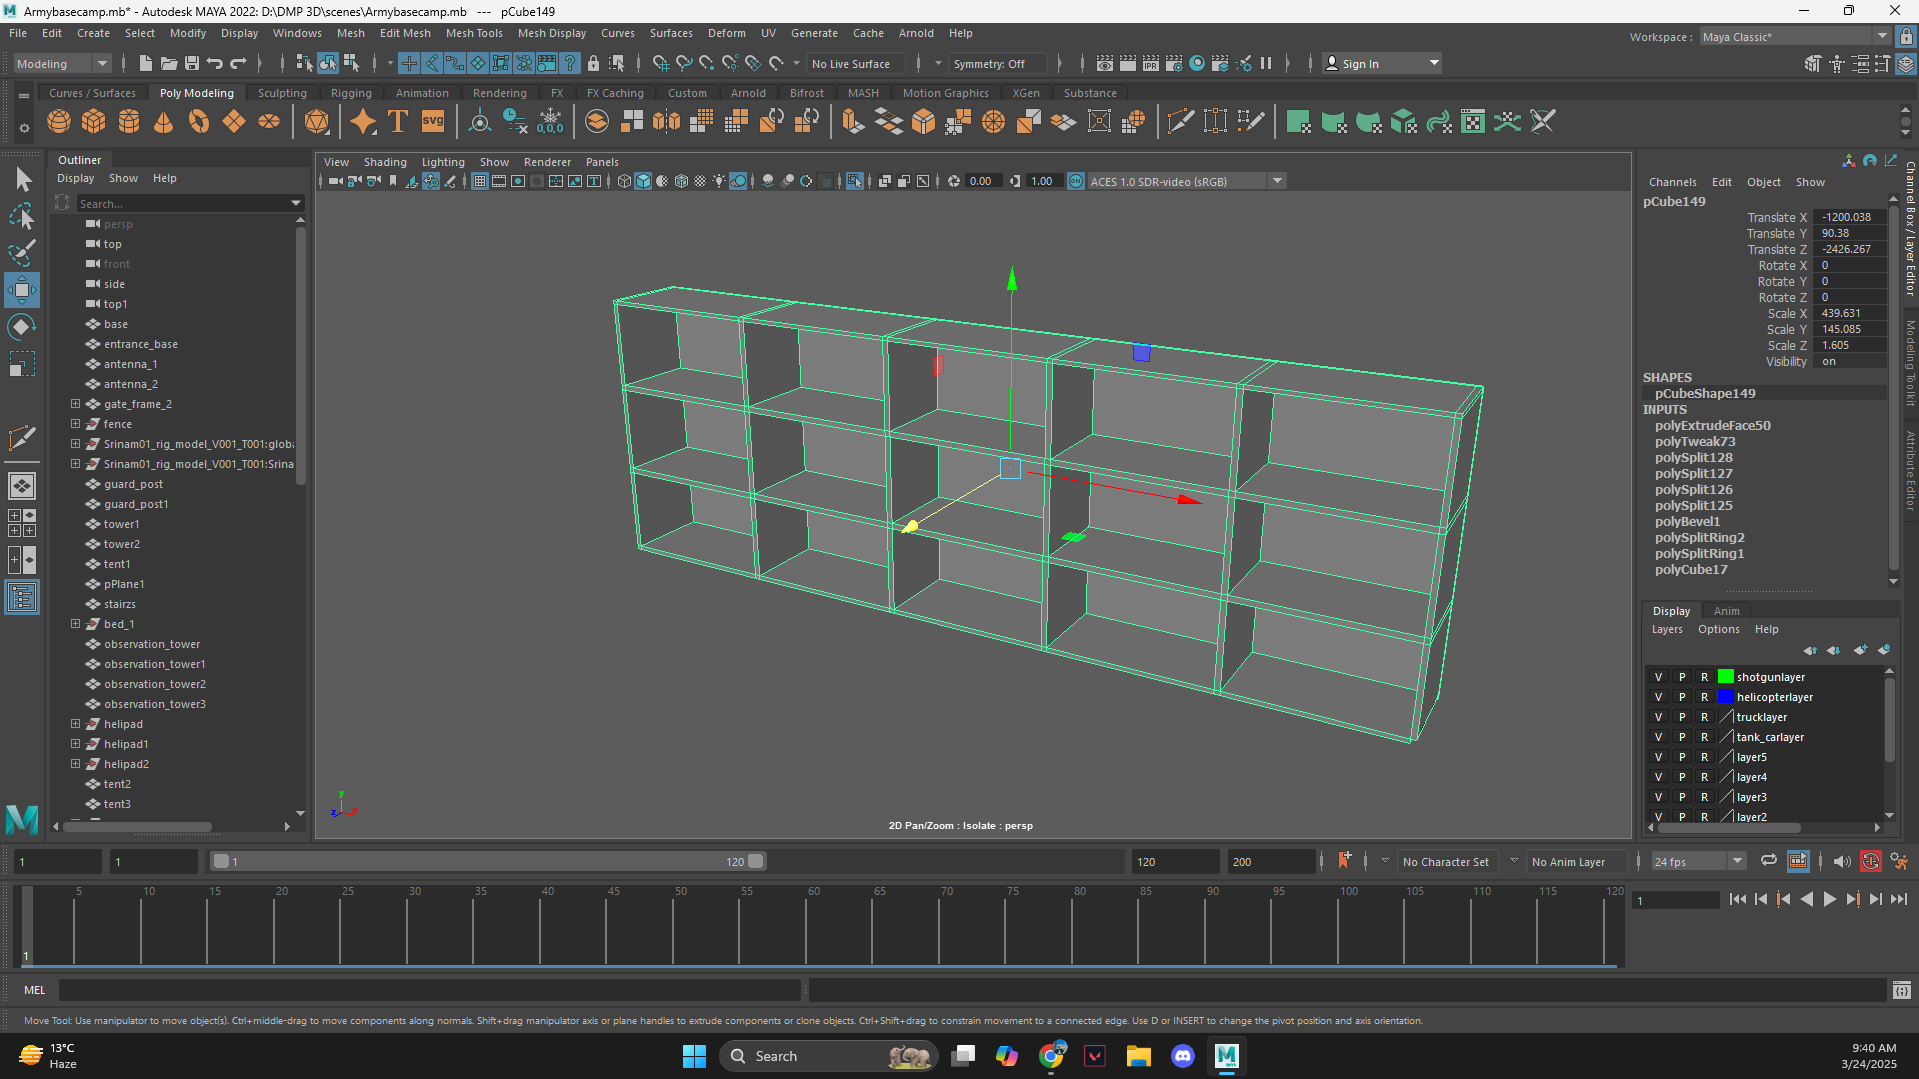 Armybasecamp.mb* - Autodesk MAYA 2022: D:\DMP 3D\scenes\Armybasecamp.mb   ---   pCube149
File Edit Create Select Modify Display Windows Mesh Edit Mesh Mesh Tools Mesh Display Curves Surfaces Deform UV Generate Cache Arnold Help
Workspace : Maya Classic*
Modeling
No Live Surface
Symmetry: Off
Sign In
Curves / Surfaces Poly Modeling Sculpting Rigging Animation Rendering FX FX Caching Custom Arnold Bifrost MASH Motion Graphics XGen Substance
T
svg
0,0,0
Outliner
Display Show Help
Search...
persp
top
front
side
top1
base
entrance_base
antenna_1
antenna_2
gate_frame_2
fence
Srinam01_rig_model_V001_T001:globa
Srinam01_rig_model_V001_T001:Srina
guard_post
guard_post1
tower1
tower2
tent1
pPlane1
stairzs
bed_1
observation_tower
observation_tower1
observation_tower2
observation_tower3
helipad
helipad1
helipad2
tent2
tent3
View Shading Lighting Show Renderer Panels
0.00
1.00
ACES 1.0 SDR-video (sRGB)
y
z
x
2D Pan/Zoom : Isolate : persp
Channels Edit Object Show
pCube149
Translate X -1200.038
Translate Y 90.38
Translate Z -2426.267
Rotate X 0
Rotate Y 0
Rotate Z 0
Scale X 439.631
Scale Y 145.085
Scale Z 1.605
Visibility on
SHAPES
pCubeShape149
INPUTS
polyExtrudeFace50
polyTweak73
polySplit128
polySplit127
polySplit126
polySplit125
polyBevel1
polySplitRing2
polySplitRing1
polyCube17
Channel Box / Layer Editor
Modeling Toolkit
Attribute Editor
Display Anim
Layers Options Help
V P R shotgunlayer
V P R helicopterlayer
V P R trucklayer
V P R tank_carlayer
V P R layer5
V P R layer4
V P R layer3
V P R layer2
1
1
1
120
120
200
No Character Set
No Anim Layer
24 fps
5 10 15 20 25 30 35 40 45 50 55 60 65 70 75 80 85 90 95 100 105 110 115 120
1
1
MEL
Move Tool: Use manipulator to move object(s). Ctrl+middle-drag to move components along normals. Shift+drag manipulator axis or plane handles to extrude components or clone objects. Ctrl+Shift+drag to constrain movement to a connected edge. Use D or INSERT to change the pivot position and axis orientation.
13°C
Haze
Search
9:40 AM
3/24/2025